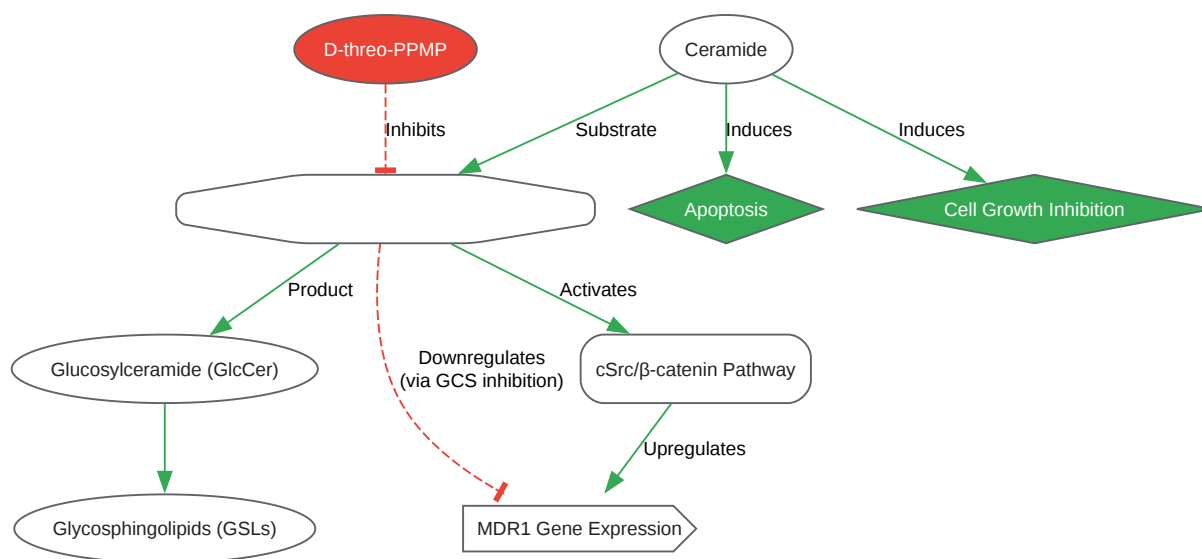 D-threo-PPMP
Ceramide
Inhibits
Substrate
Induces
Induces
Apoptosis
Cell Growth Inhibition
Product
Activates
Glucosylceramide (GlcCer)
Downregulates
(via GCS inhibition)
cSrc/β-catenin Pathway
Upregulates
Glycosphingolipids (GSLs)
MDR1 Gene Expression